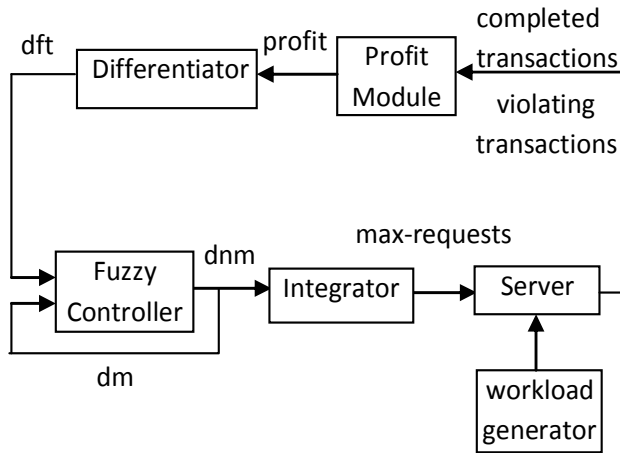 completed
transactions
violating
transactions
Profit
Module
profit
Differentiator
dft
Fuzzy
Controller
dnm
dm
Integrator
max-requests
Server
workload
generator